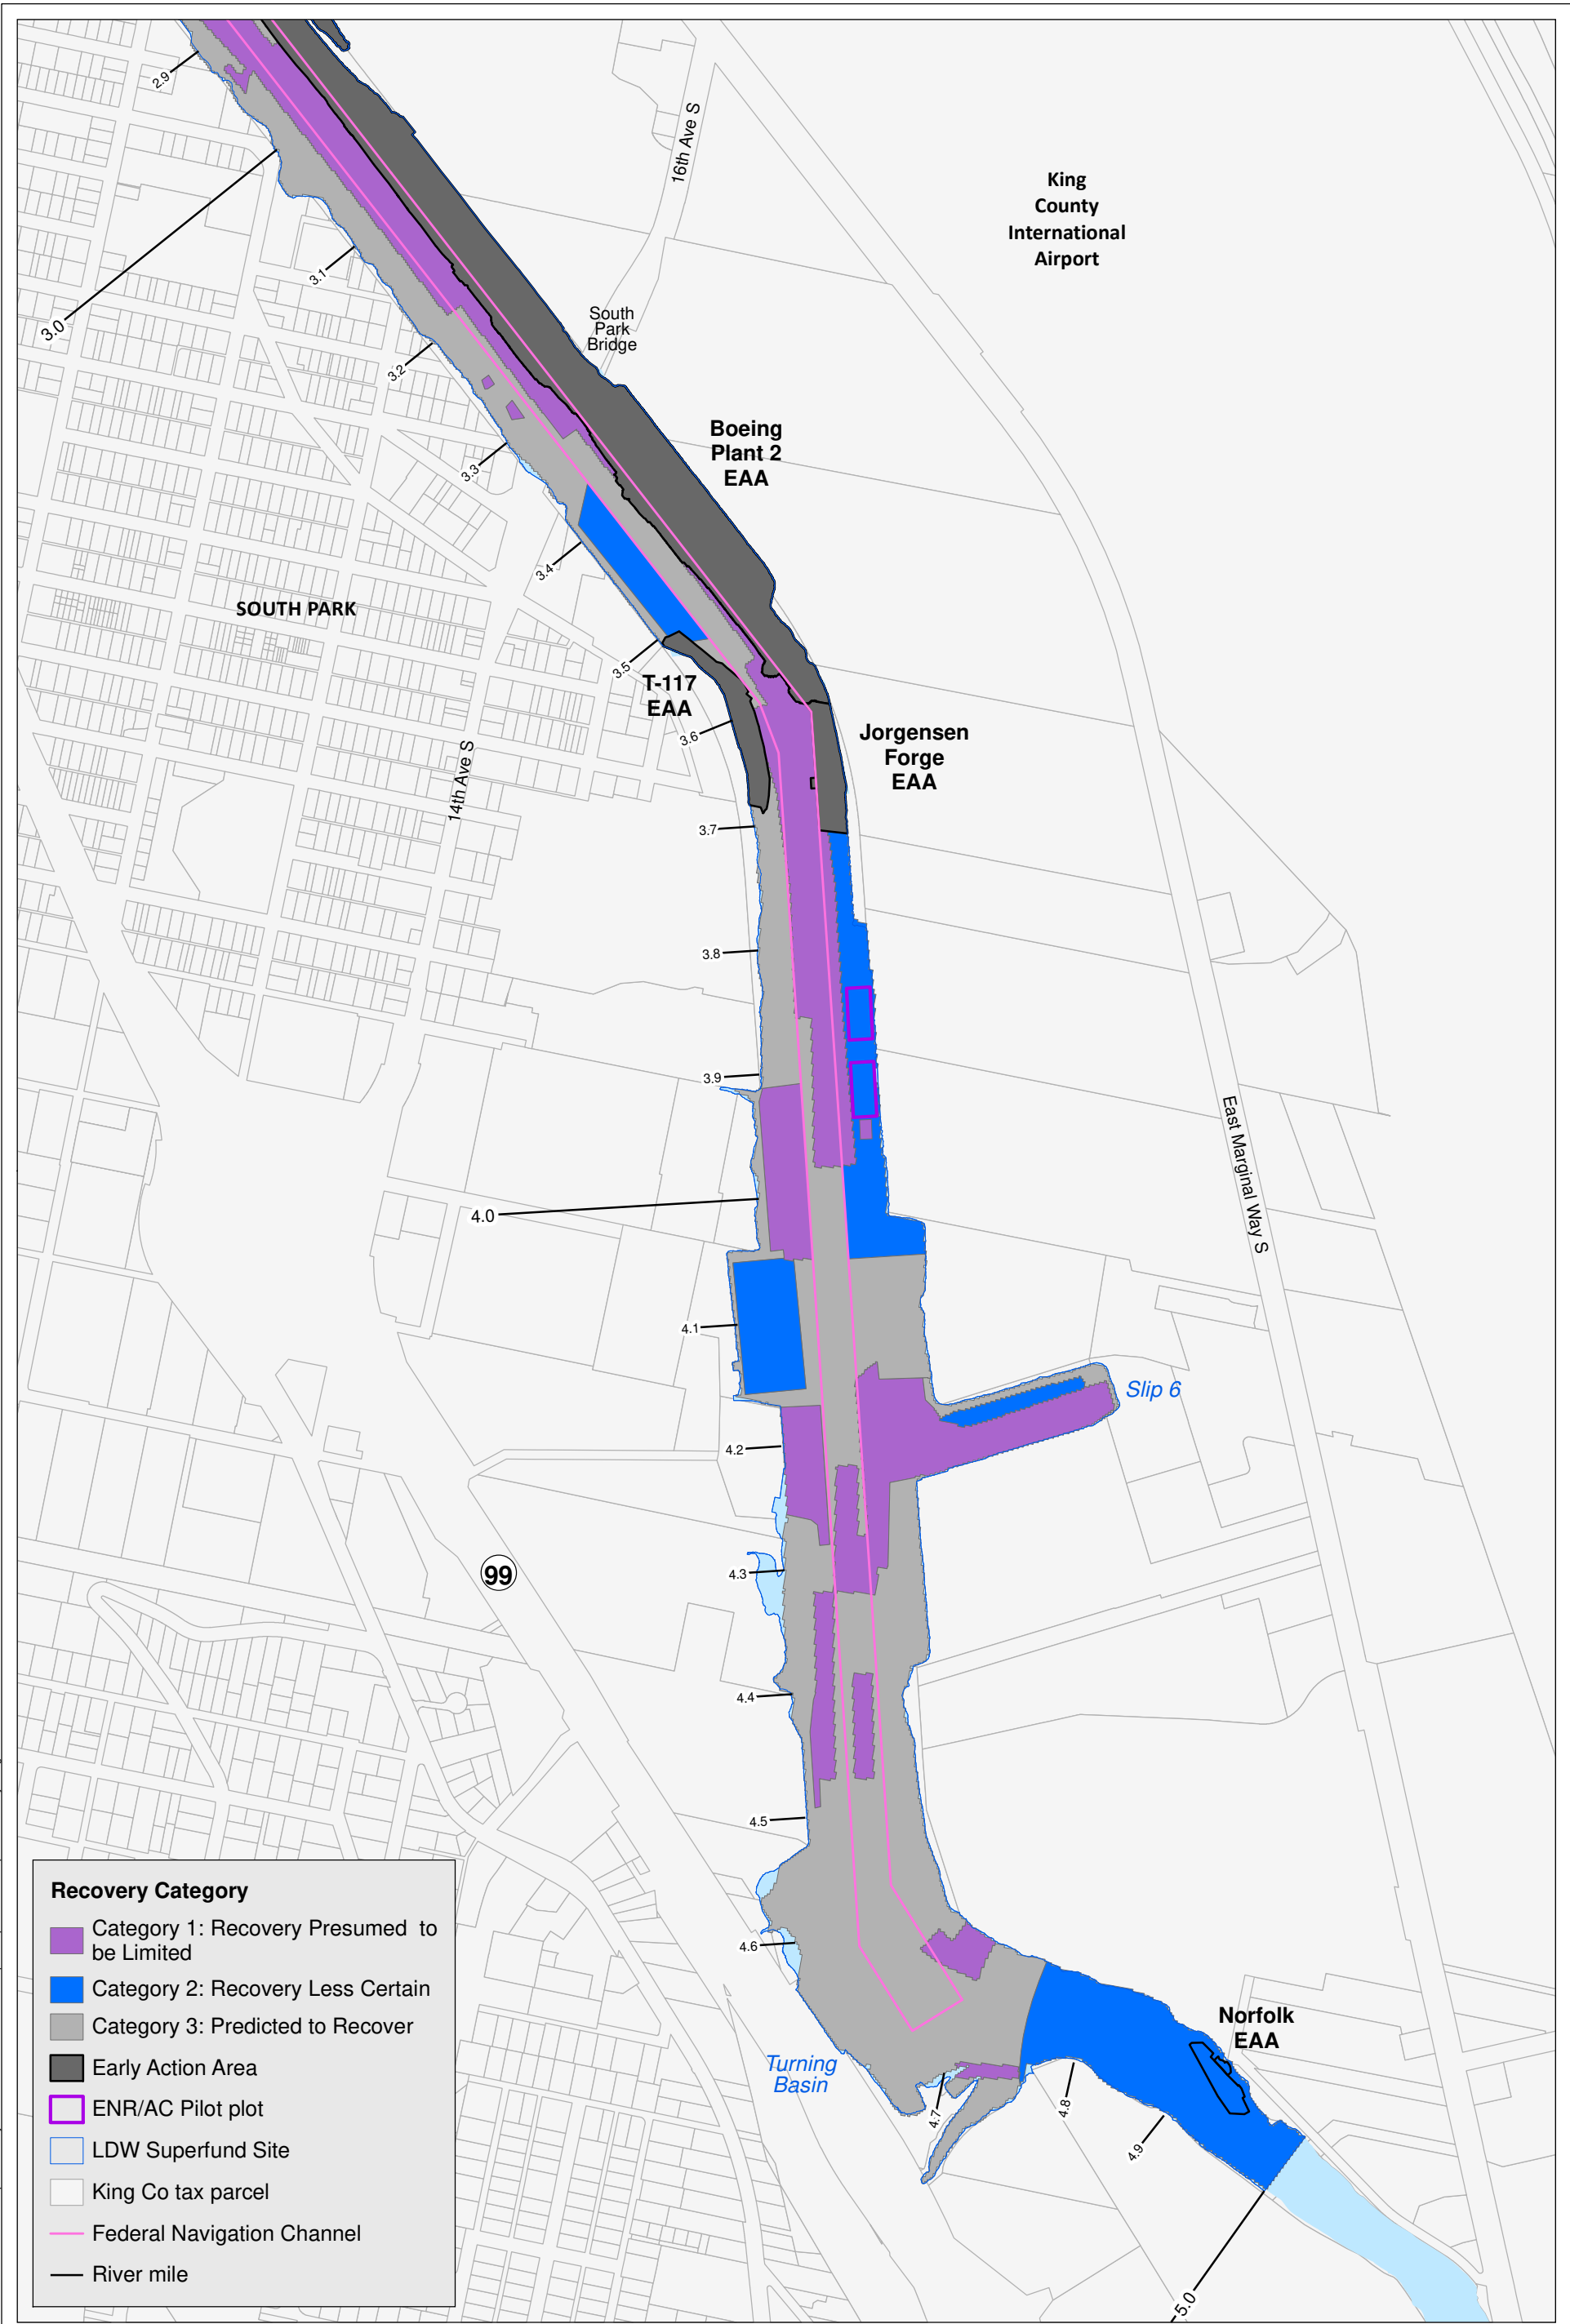 2.9
16th Ave S
King
County
International
Airport
3.1
3.0
South
Park
Bridge
3.2
Boeing
Plant 2
EAA
3.3
3.4
SOUTH PARK
3.5
T-117
EAA
3.6
Jorgensen
Forge
EAA
14th Ave S
3.7
3.8
3.9
East Marginal Way S
4.0
4.1
Slip 6
4.2
99
4.3
4.4
4.5
4.6
Norfolk
EAA
Turning
Basin
4.7
4.8
4.9
5.0
Recovery Category
Category 1: Recovery Presumed to
be Limited
Category 2: Recovery Less Certain
Category 3: Predicted to Recover
Early Action Area
ENR/AC Pilot plot
LDW Superfund Site
King Co tax parcel
Federal Navigation Channel
River mile